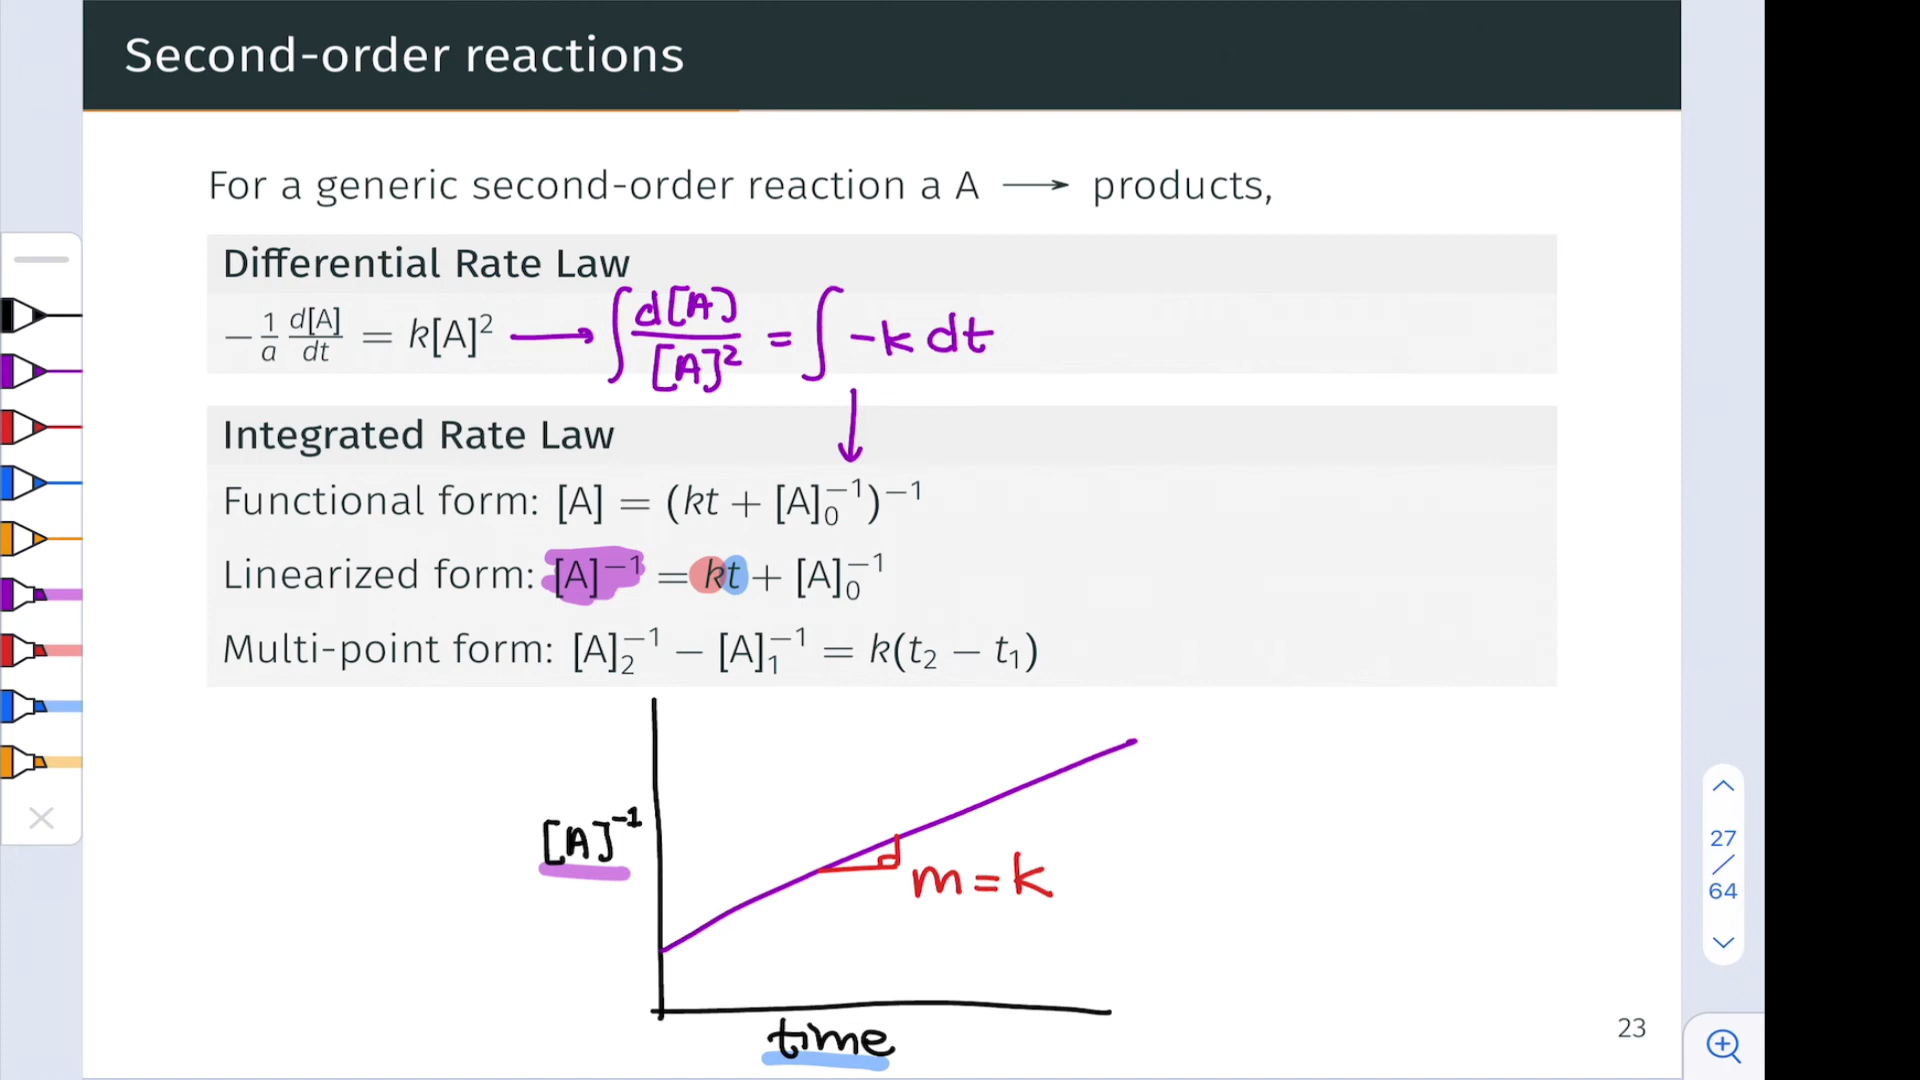 Second-order reactions
For a generic second-order reaction a A ⟶ products,
Differential Rate Law
−1/a d[A]/dt = k[A]² ⟶ ∫ d[A]/[A]² = ∫ −k dt
Integrated Rate Law
Functional form: [A] = (kt + [A]₀⁻¹)⁻¹
Linearized form: [A]⁻¹ = kt + [A]₀⁻¹
Multi-point form: [A]₂⁻¹ − [A]₁⁻¹ = k(t₂ − t₁)
[A]⁻¹
m = k
time
23
27
/
64